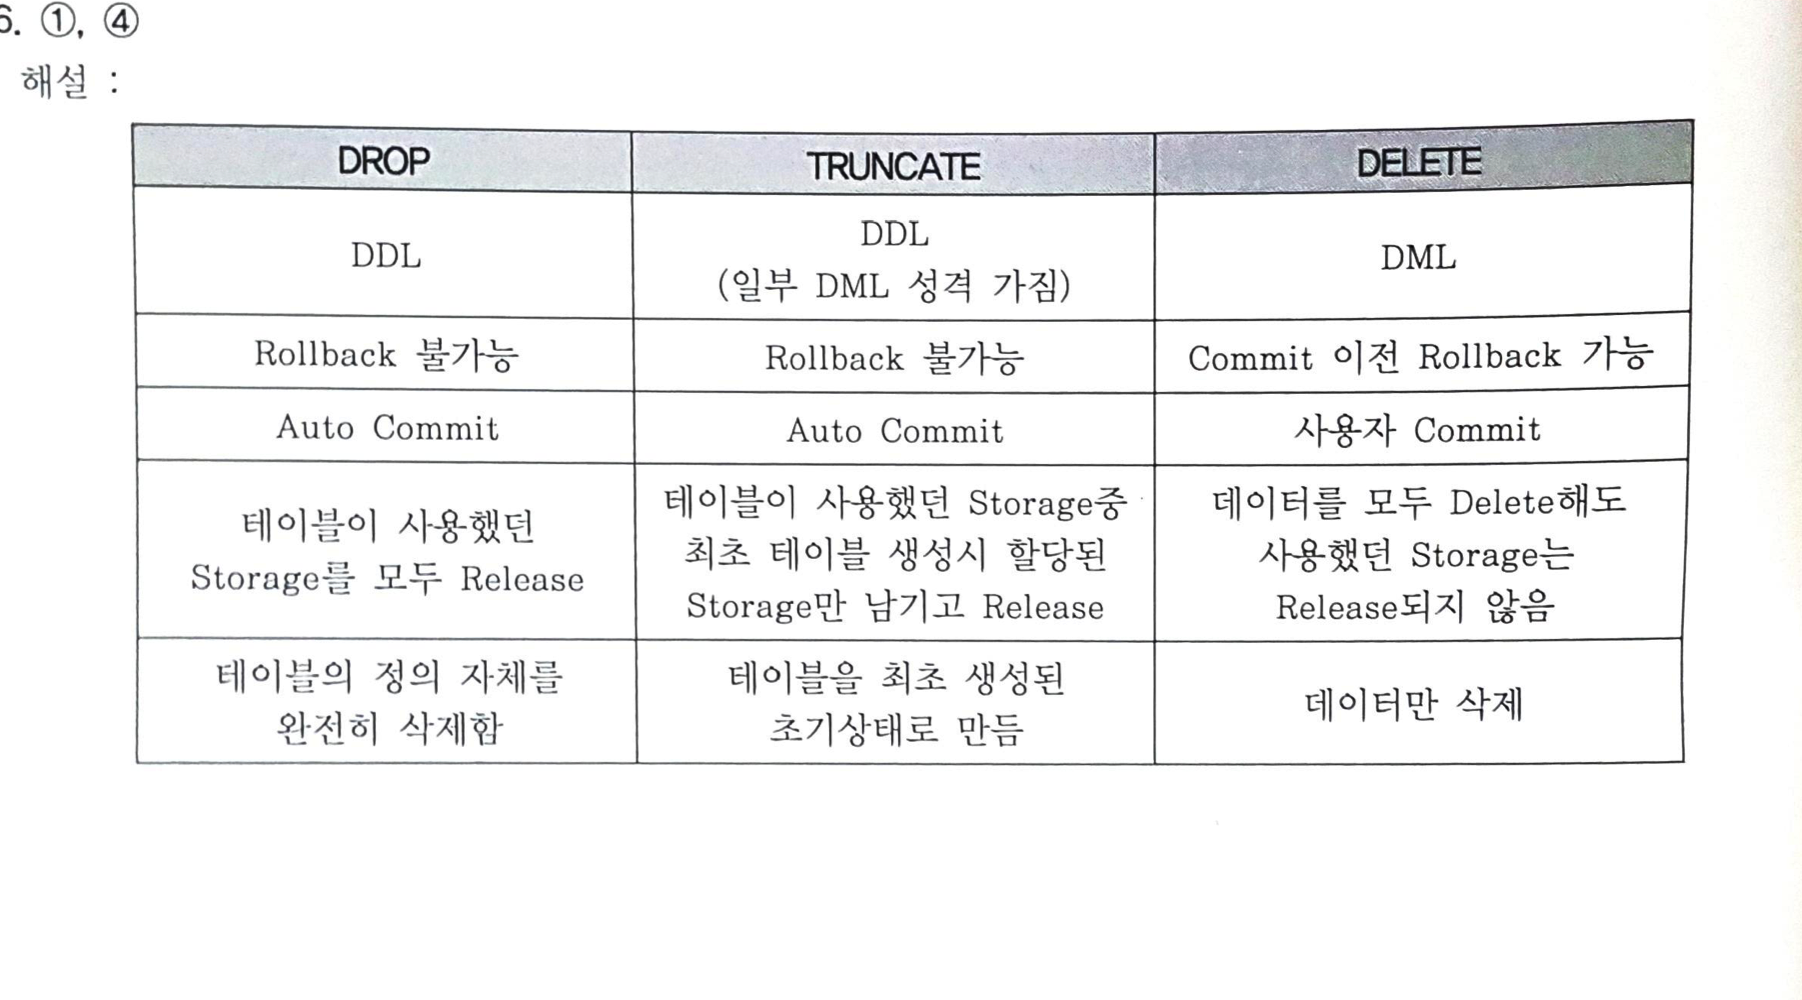 6. ①, ④
해설 :
DROP
TRUNCATE
DELETE
DDL
DDL
(일부 DML 성격 가짐)
DML
Rollback 불가능
Rollback 불가능
Commit 이전 Rollback 가능
Auto Commit
Auto Commit
사용자 Commit
테이블이 사용했던
Storage를 모두 Release
테이블이 사용했던 Storage중
최초 테이블 생성시 할당된
Storage만 남기고 Release
데이터를 모두 Delete해도
사용했던 Storage는
Release되지 않음
테이블의 정의 자체를
완전히 삭제함
테이블을 최초 생성된
초기상태로 만듬
데이터만 삭제